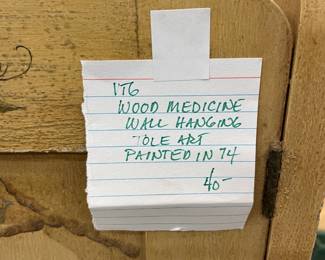 176
WOOD MEDICINE
WALL HANGING
TOLE ART
PAINTED IN 74
40-